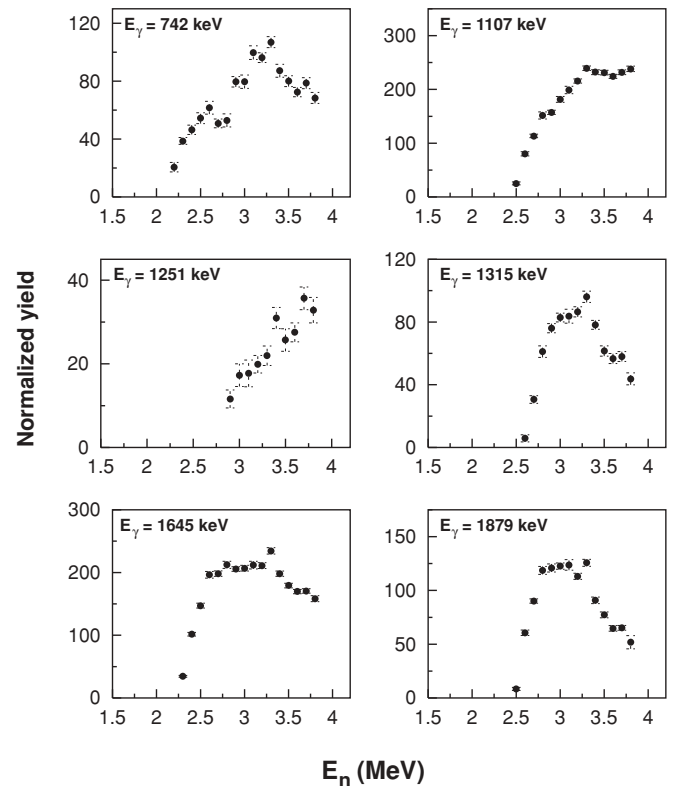 E_γ = 742 keV
120
80
40
0
1.5 2 2.5 3 3.5 4
E_γ = 1107 keV
300
200
100
0
1.5 2 2.5 3 3.5 4
Normalized yield
E_γ = 1251 keV
40
20
0
1.5 2 2.5 3 3.5 4
E_γ = 1315 keV
120
80
40
0
1.5 2 2.5 3 3.5 4
E_γ = 1645 keV
300
200
100
0
1.5 2 2.5 3 3.5 4
E_γ = 1879 keV
150
100
50
0
1.5 2 2.5 3 3.5 4
E_n (MeV)